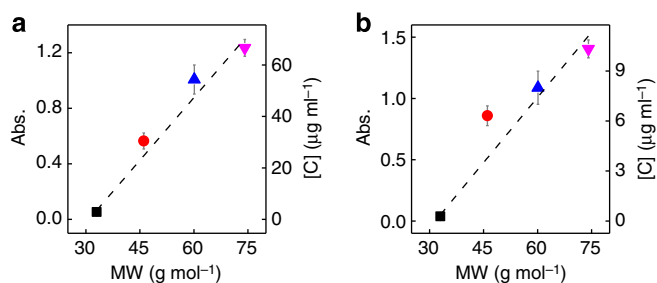 a
1.2
0.8
0.4
0.0
Abs.
60
40
20
0
[C] (μg ml⁻¹)
30 45 60 75
MW (g mol⁻¹)
b
1.5
1.0
0.5
0.0
Abs.
9
6
3
0
[C] (μg ml⁻¹)
30 45 60 75
MW (g mol⁻¹)